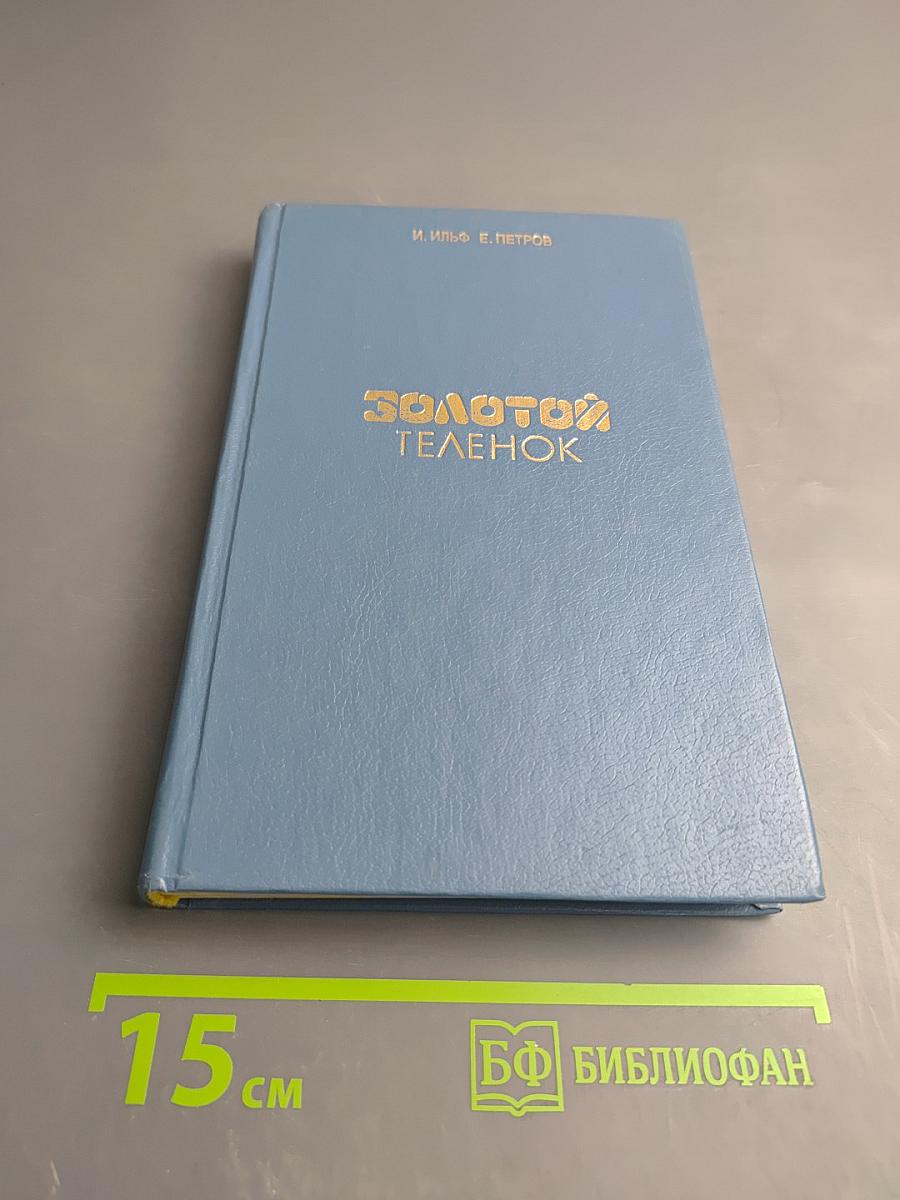 И. ИЛЬФ Е. ПЕТРОВ
ЗОЛОТОЙ
ТЕЛЕНОК
15 см
БФ БИБЛИОФАН